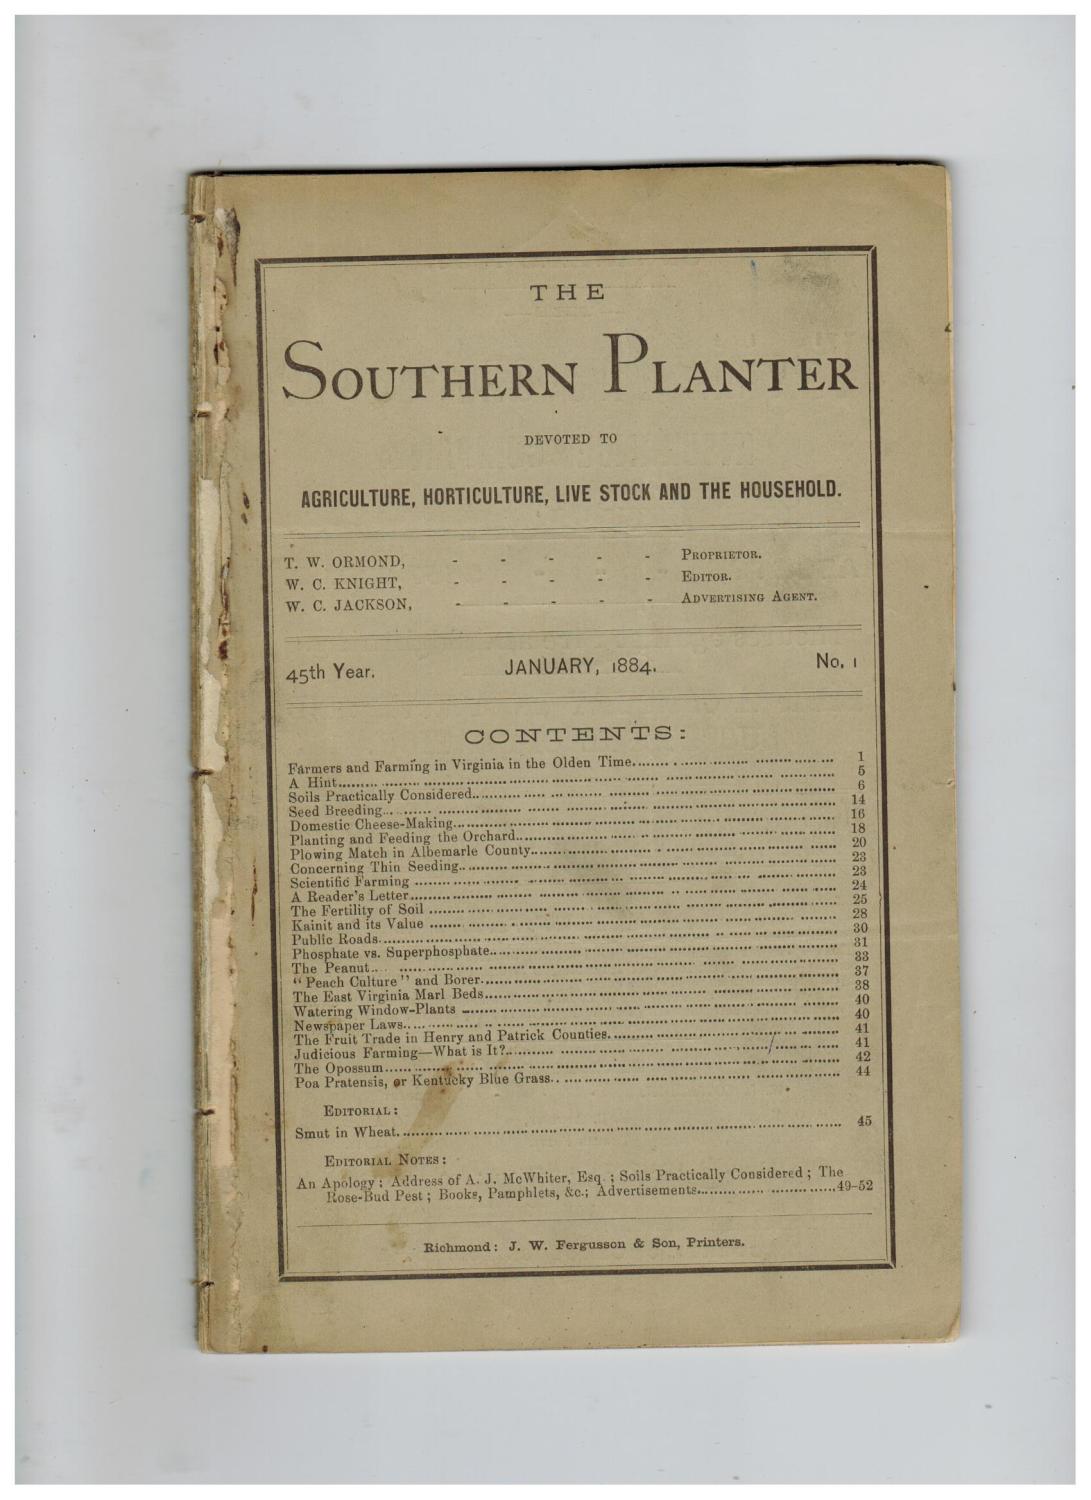 THE
SOUTHERN PLANTER
DEVOTED TO
AGRICULTURE, HORTICULTURE, LIVE STOCK AND THE HOUSEHOLD.
T. W. ORMOND, - - - - - PROPRIETOR.
W. C. KNIGHT, - - - - - EDITOR.
W. C. JACKSON, - - - - - ADVERTISING AGENT.
45th Year. JANUARY, 1884. No. 1
CONTENTS:
Farmers and Farming in Virginia in the Olden Time 1
A Hint 5
Soils Practically Considered 6
Seed Breeding 14
Domestic Cheese-Making 16
Planting and Feeding the Orchard 18
Plowing Match in Albemarle County 20
Concerning Thin Seeding 23
Scientific Farming 23
A Reader's Letter 24
The Fertility of Soil 25
Kainit and its Value 28
Public Roads 30
Phosphate vs. Superphosphate 31
The Peanut 33
"Peach Culture" and Borer 37
The East Virginia Marl Beds 38
Watering Window-Plants 40
Newspaper Laws 40
The Fruit Trade in Henry and Patrick Counties 41
Judicious Farming—What is It? 41
The Opossum 42
Poa Pratensis, or Kentucky Blue Grass 44
EDITORIAL:
Smut in Wheat 45
EDITORIAL NOTES:
An Apology; Address of A. J. McWhiter, Esq.; Soils Practically Considered; The
Rose-Bud Pest; Books, Pamphlets, &c.; Advertisements 49-52
Richmond: J. W. Fergusson & Son, Printers.